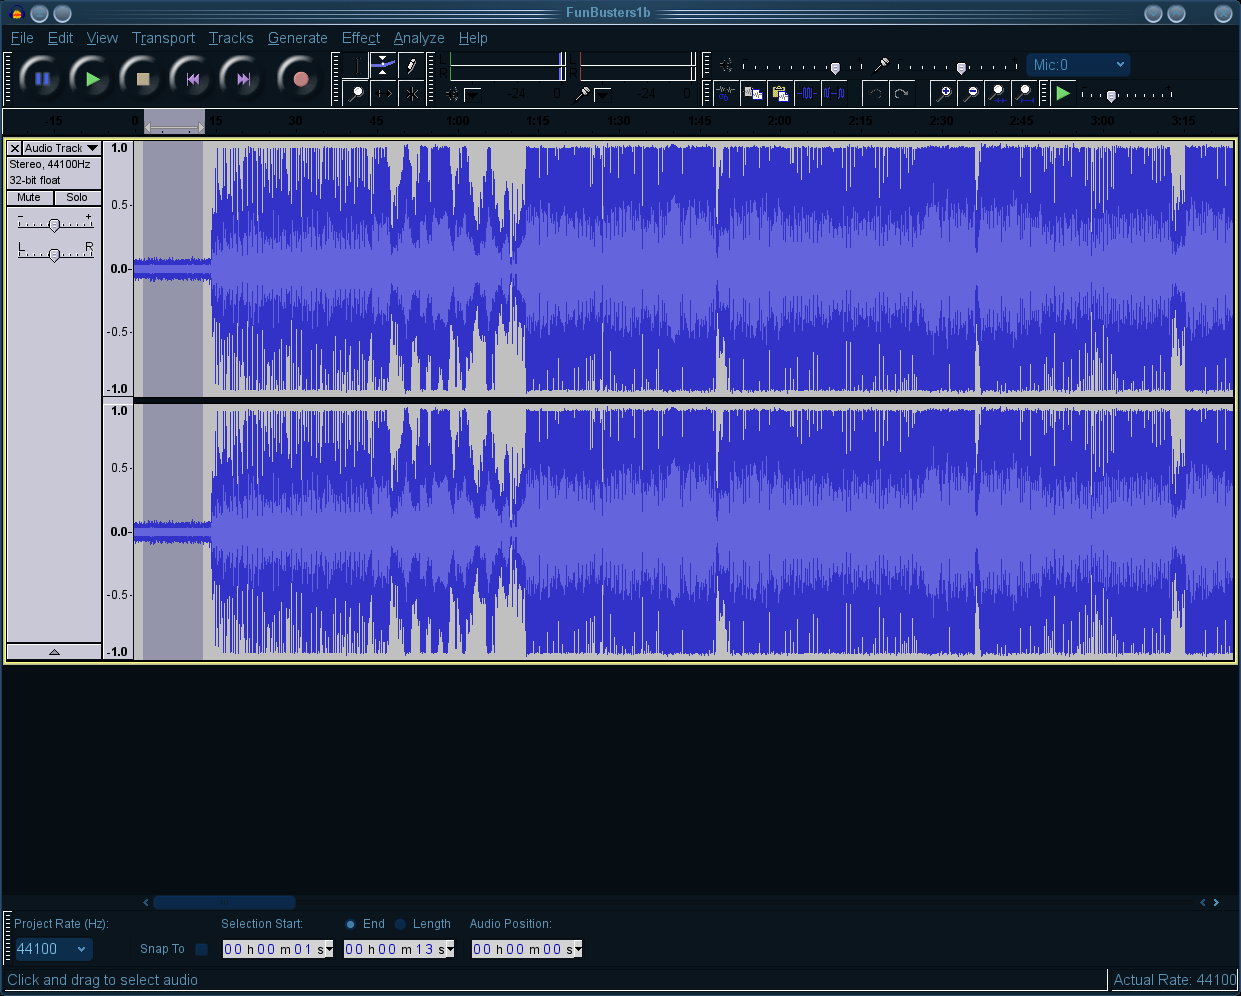 FunBusters1b
File Edit View Transport Tracks Generate Effect Analyze Help
L
R
L
R
Mic:0
-24 0 -24 0
-15 0 15 30 45 1:00 1:15 1:30 1:45 2:00 2:15 2:30 2:45 3:00 3:15
X Audio Track
Stereo, 44100Hz
32-bit float
Mute Solo
- +
L R
1.0
0.5
0.0
-0.5
-1.0
1.0
0.5
0.0
-0.5
-1.0
Project Rate (Hz): Selection Start: End Length Audio Position:
44100 Snap To 00 h 00 m 01 s 00 h 00 m 13 s 00 h 00 m 00 s
Click and drag to select audio Actual Rate: 44100